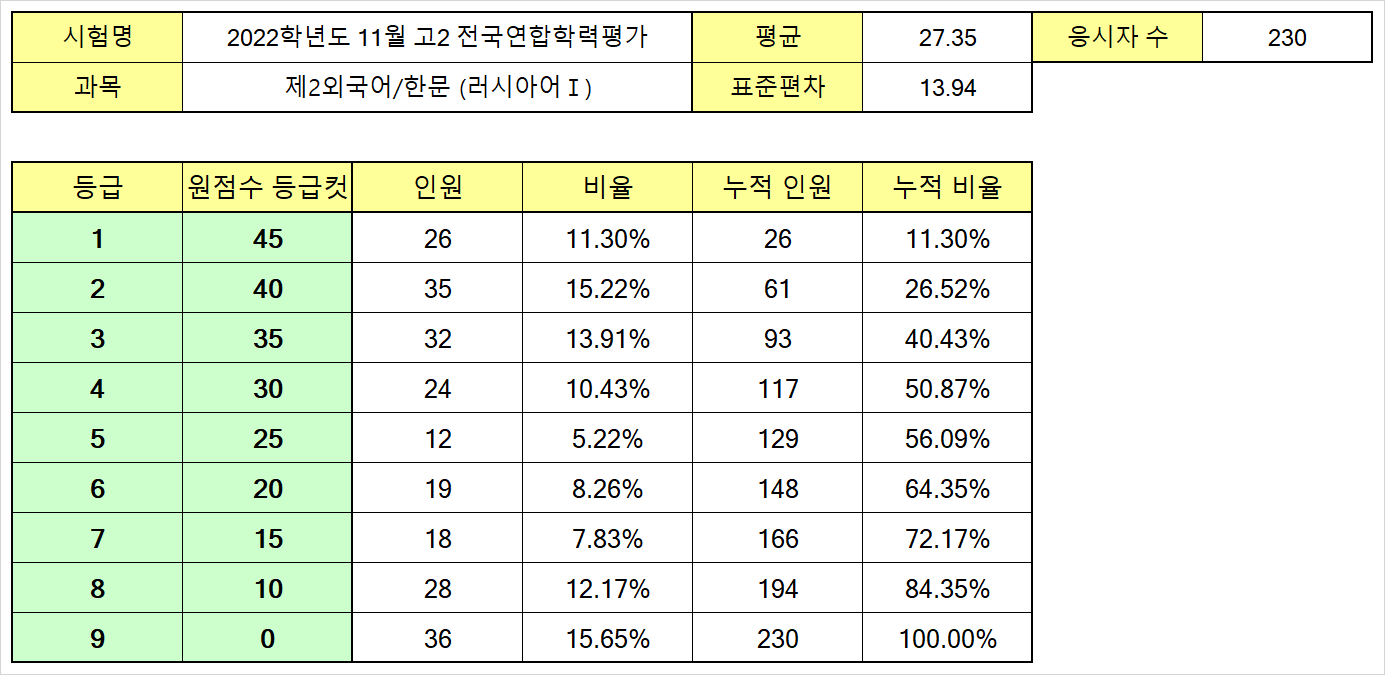 시험명 2022학년도 11월 고2 전국연합학력평가 평균 27.35 응시자 수 230
과목 제2외국어/한문 (러시아어Ⅰ) 표준편차 13.94
등급 원점수 등급컷 인원 비율 누적 인원 누적 비율
1 45 26 11.30% 26 11.30%
2 40 35 15.22% 61 26.52%
3 35 32 13.91% 93 40.43%
4 30 24 10.43% 117 50.87%
5 25 12 5.22% 129 56.09%
6 20 19 8.26% 148 64.35%
7 15 18 7.83% 166 72.17%
8 10 28 12.17% 194 84.35%
9 0 36 15.65% 230 100.00%